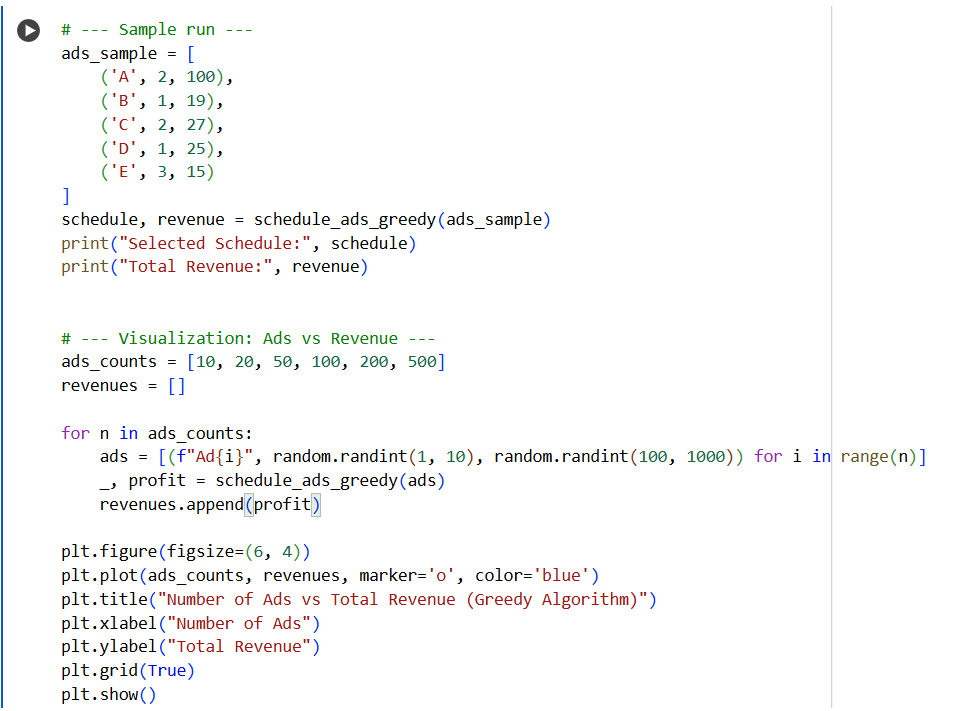 # --- Sample run ---
ads_sample = [
    ('A', 2, 100),
    ('B', 1, 19),
    ('C', 2, 27),
    ('D', 1, 25),
    ('E', 3, 15)
]
schedule, revenue = schedule_ads_greedy(ads_sample)
print("Selected Schedule:", schedule)
print("Total Revenue:", revenue)
# --- Visualization: Ads vs Revenue ---
ads_counts = [10, 20, 50, 100, 200, 500]
revenues = []
for n in ads_counts:
    ads = [(f"Ad{i}", random.randint(1, 10), random.randint(100, 1000)) for i in range(n)]
    _, profit = schedule_ads_greedy(ads)
    revenues.append(profit)
plt.figure(figsize=(6, 4))
plt.plot(ads_counts, revenues, marker='o', color='blue')
plt.title("Number of Ads vs Total Revenue (Greedy Algorithm)")
plt.xlabel("Number of Ads")
plt.ylabel("Total Revenue")
plt.grid(True)
plt.show()